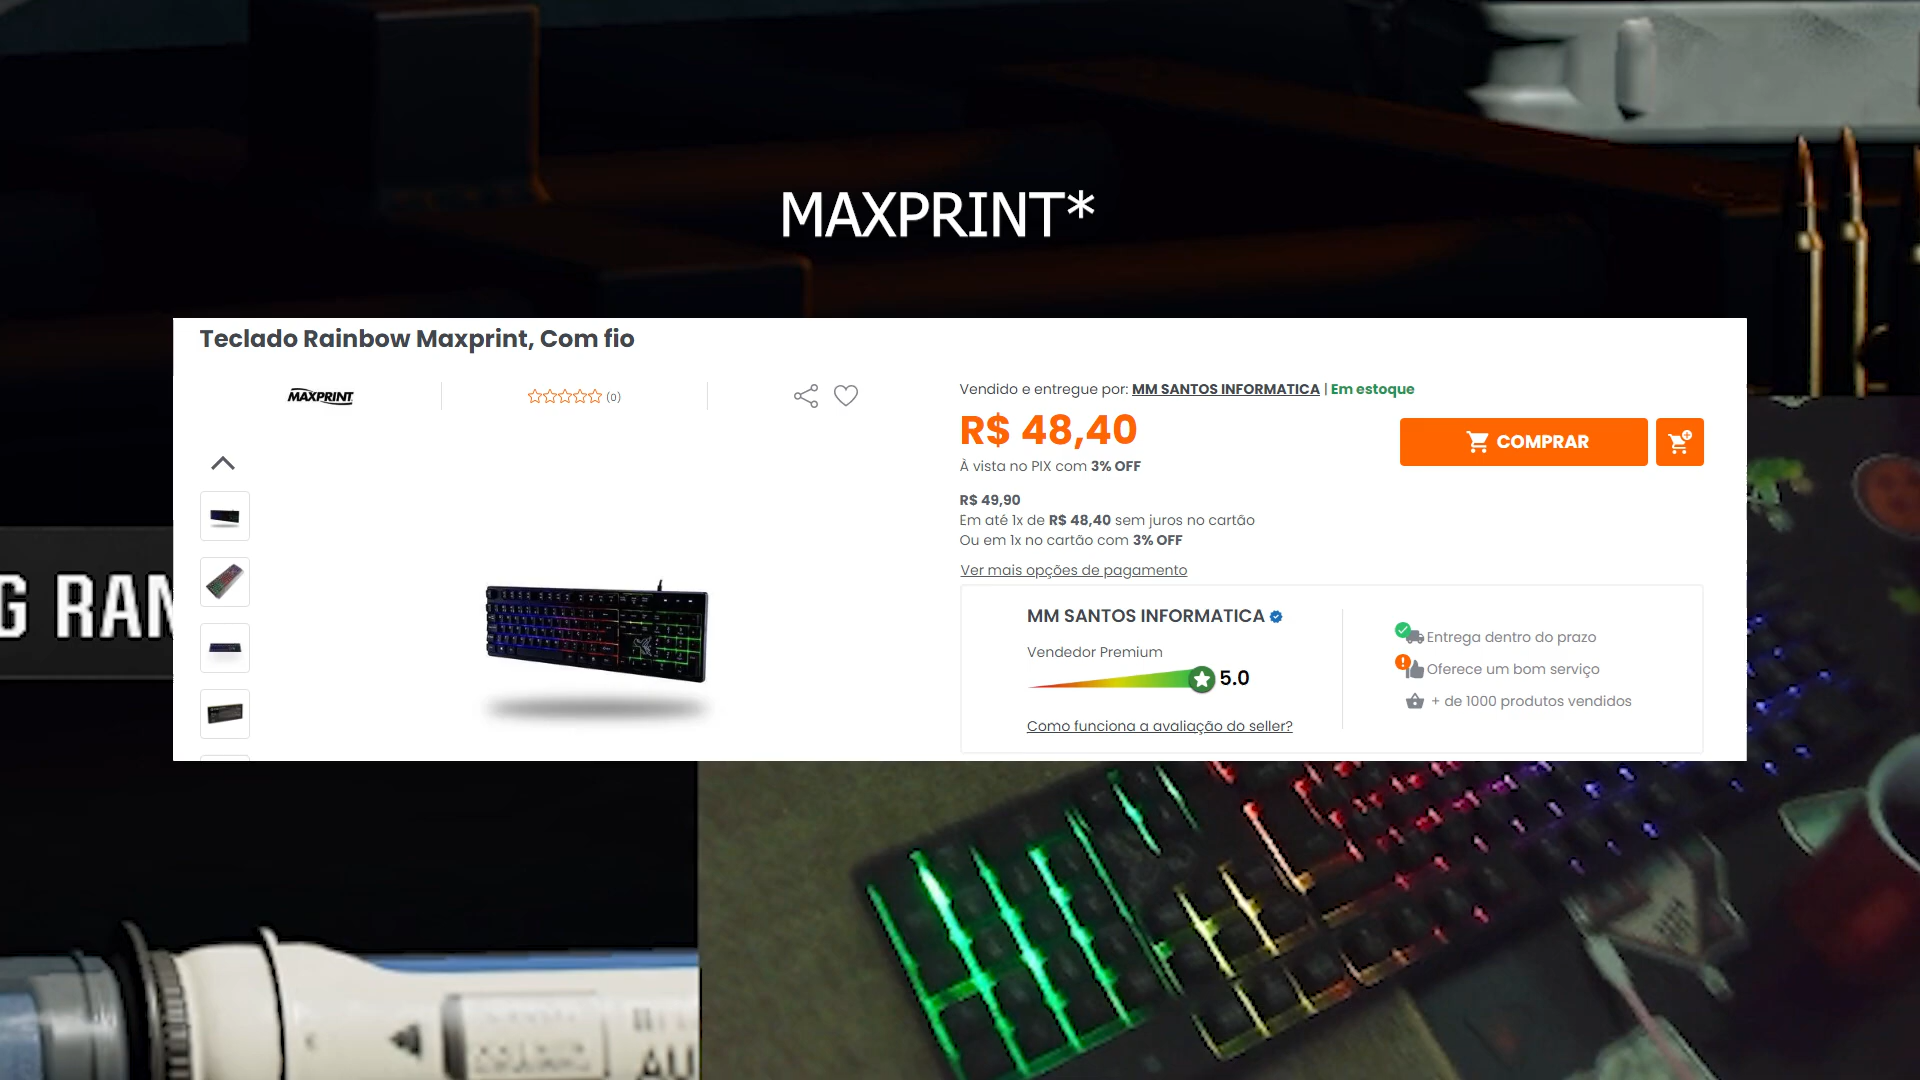 MAXPRINT*
Teclado Rainbow Maxprint, Com fio
MAXPRINT
(0)
Vendido e entregue por: MM SANTOS INFORMATICA | Em estoque
R$ 48,40
COMPRAR
À vista no PIX com 3% OFF
R$ 49,90
Em até 1x de R$ 48,40 sem juros no cartão
Ou em 1x no cartão com 3% OFF
Ver mais opções de pagamento
MM SANTOS INFORMATICA
Vendedor Premium
5.0
Como funciona a avaliação do seller?
Entrega dentro do prazo
Oferece um bom serviço
+ de 1000 produtos vendidos
G RAN
AU